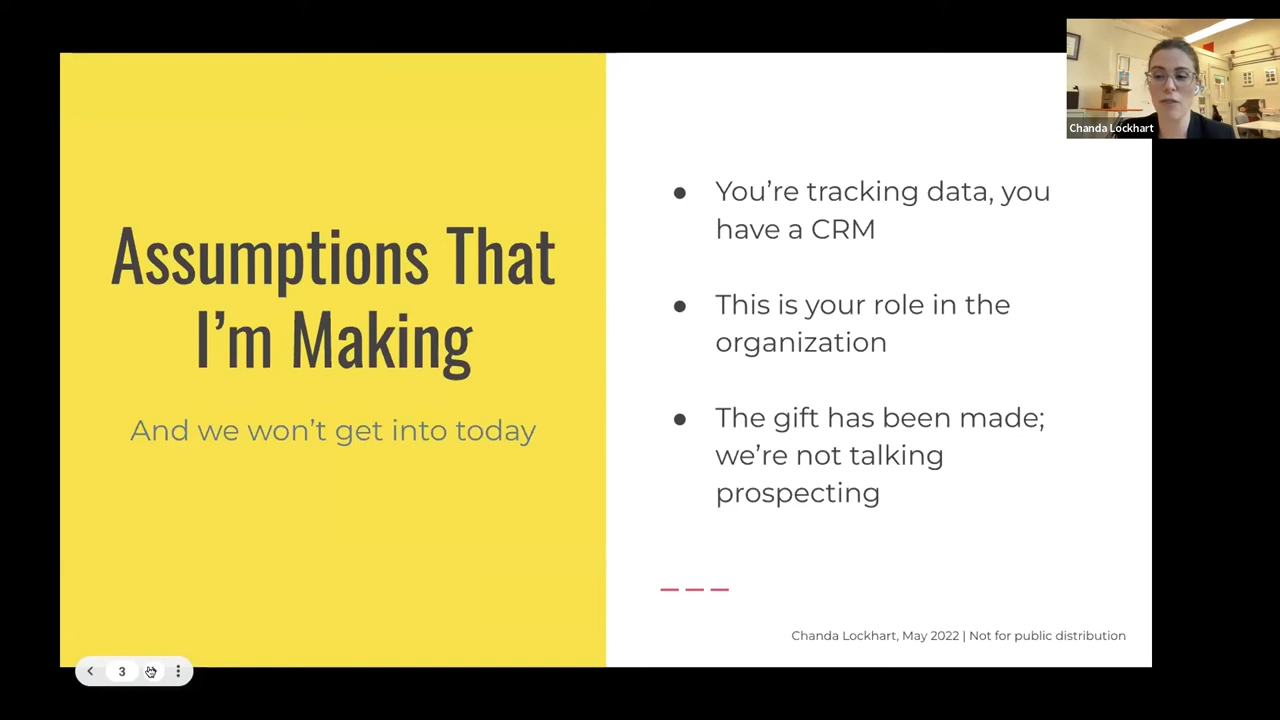 Assumptions That
I'm Making
And we won't get into today
● You're tracking data, you
have a CRM
● This is your role in the
organization
● The gift has been made;
we're not talking
prospecting
Chanda Lockhart, May 2022 | Not for public distribution
Chanda Lockhart
3